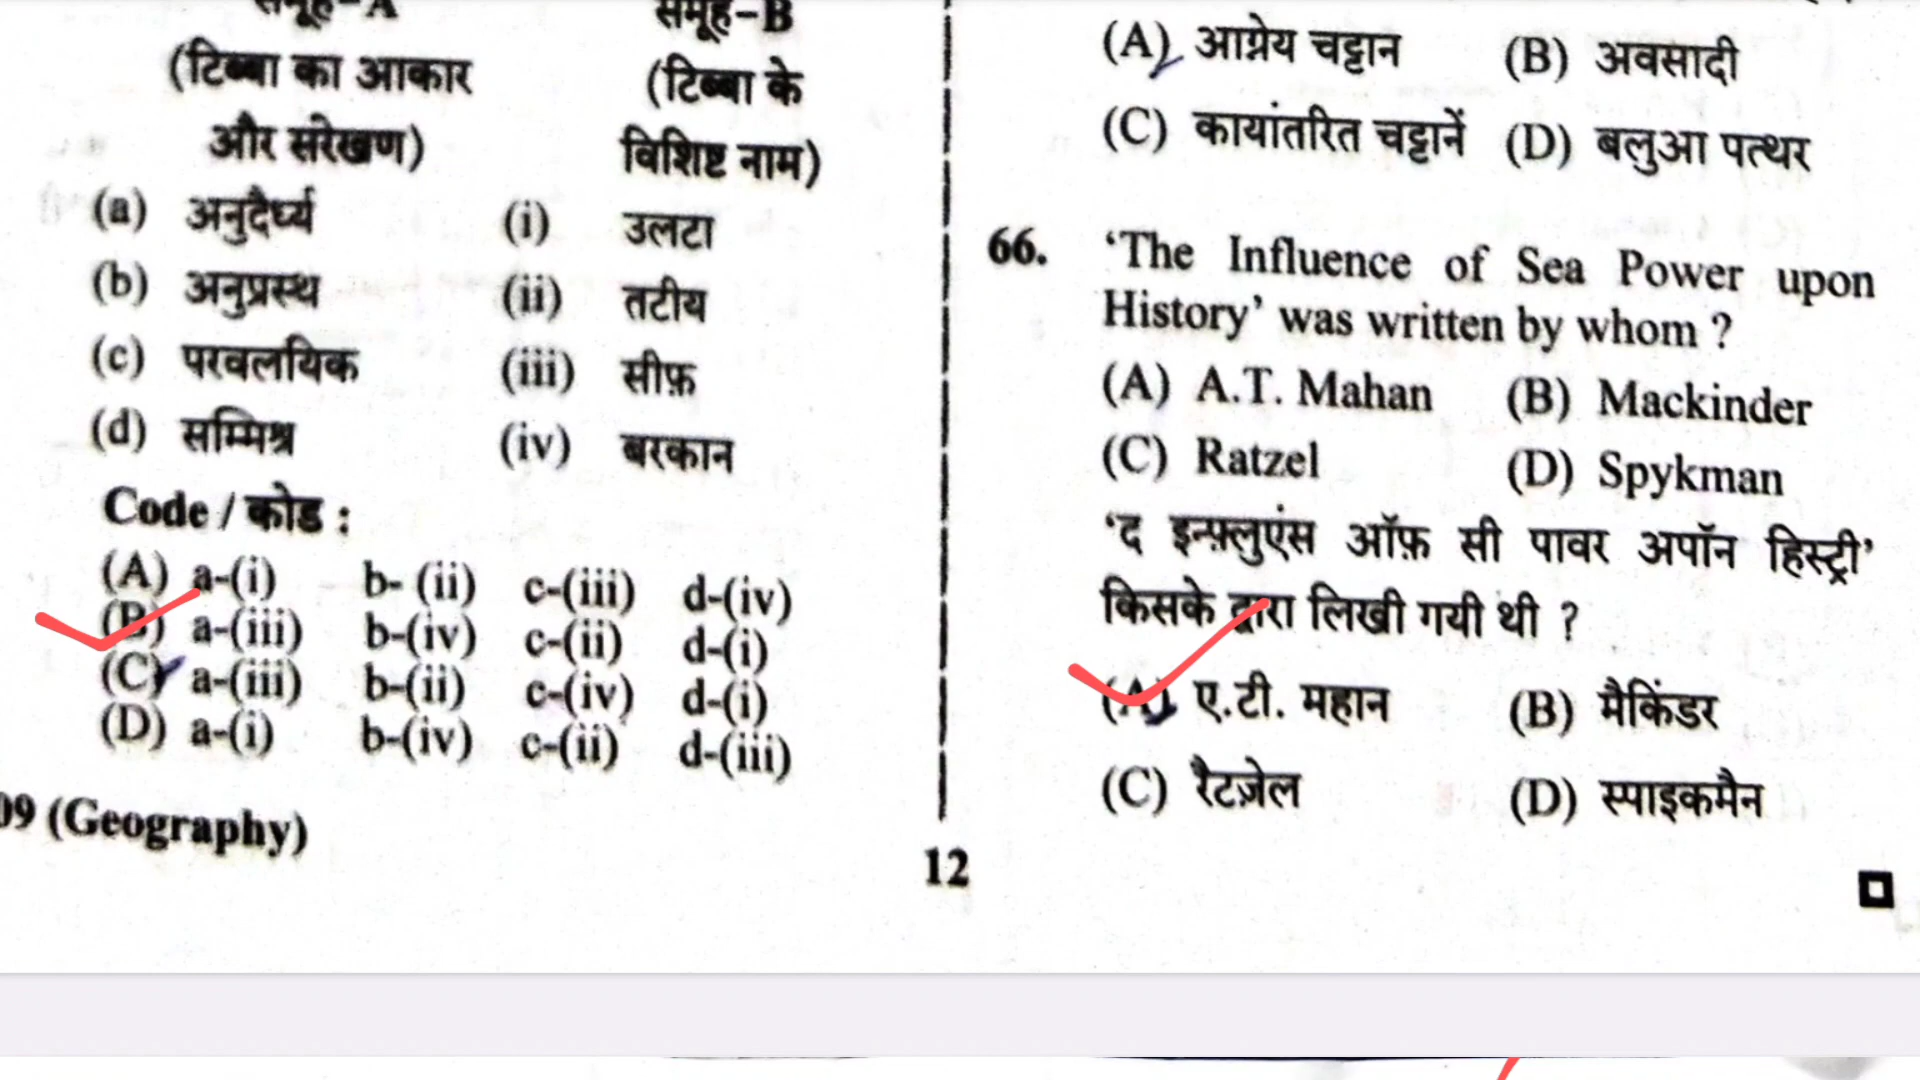 समूह-A समूह-B
(टिब्बा का आकार (टिब्बा के
और संरेखण) विशिष्ट नाम)
(a) अनुदैर्घ्य (i) उलटा
(b) अनुप्रस्थ (ii) तटीय
(c) परवलयिक (iii) सीफ़
(d) सम्मिश्र (iv) बरकान
Code / कोड :
(A) a-(i) b- (ii) c-(iii) d-(iv)
(B) a-(iii) b-(iv) c-(ii) d-(i)
(C) a-(iii) b-(ii) c-(iv) d-(i)
(D) a-(i) b-(iv) c-(ii) d-(iii)
09 (Geography)
(A) आग्नेय चट्टान (B) अवसादी
(C) कायांतरित चट्टानें (D) बलुआ पत्थर
66. ‘The Influence of Sea Power upon
History’ was written by whom ?
(A) A.T. Mahan (B) Mackinder
(C) Ratzel (D) Spykman
‘द इन्फ़्लुएंस ऑफ़ सी पावर अपॉन हिस्ट्री’
किसके द्वारा लिखी गयी थी ?
(A) ए.टी. महान (B) मैकिंडर
(C) रैटज़ेल (D) स्पाइकमैन
12